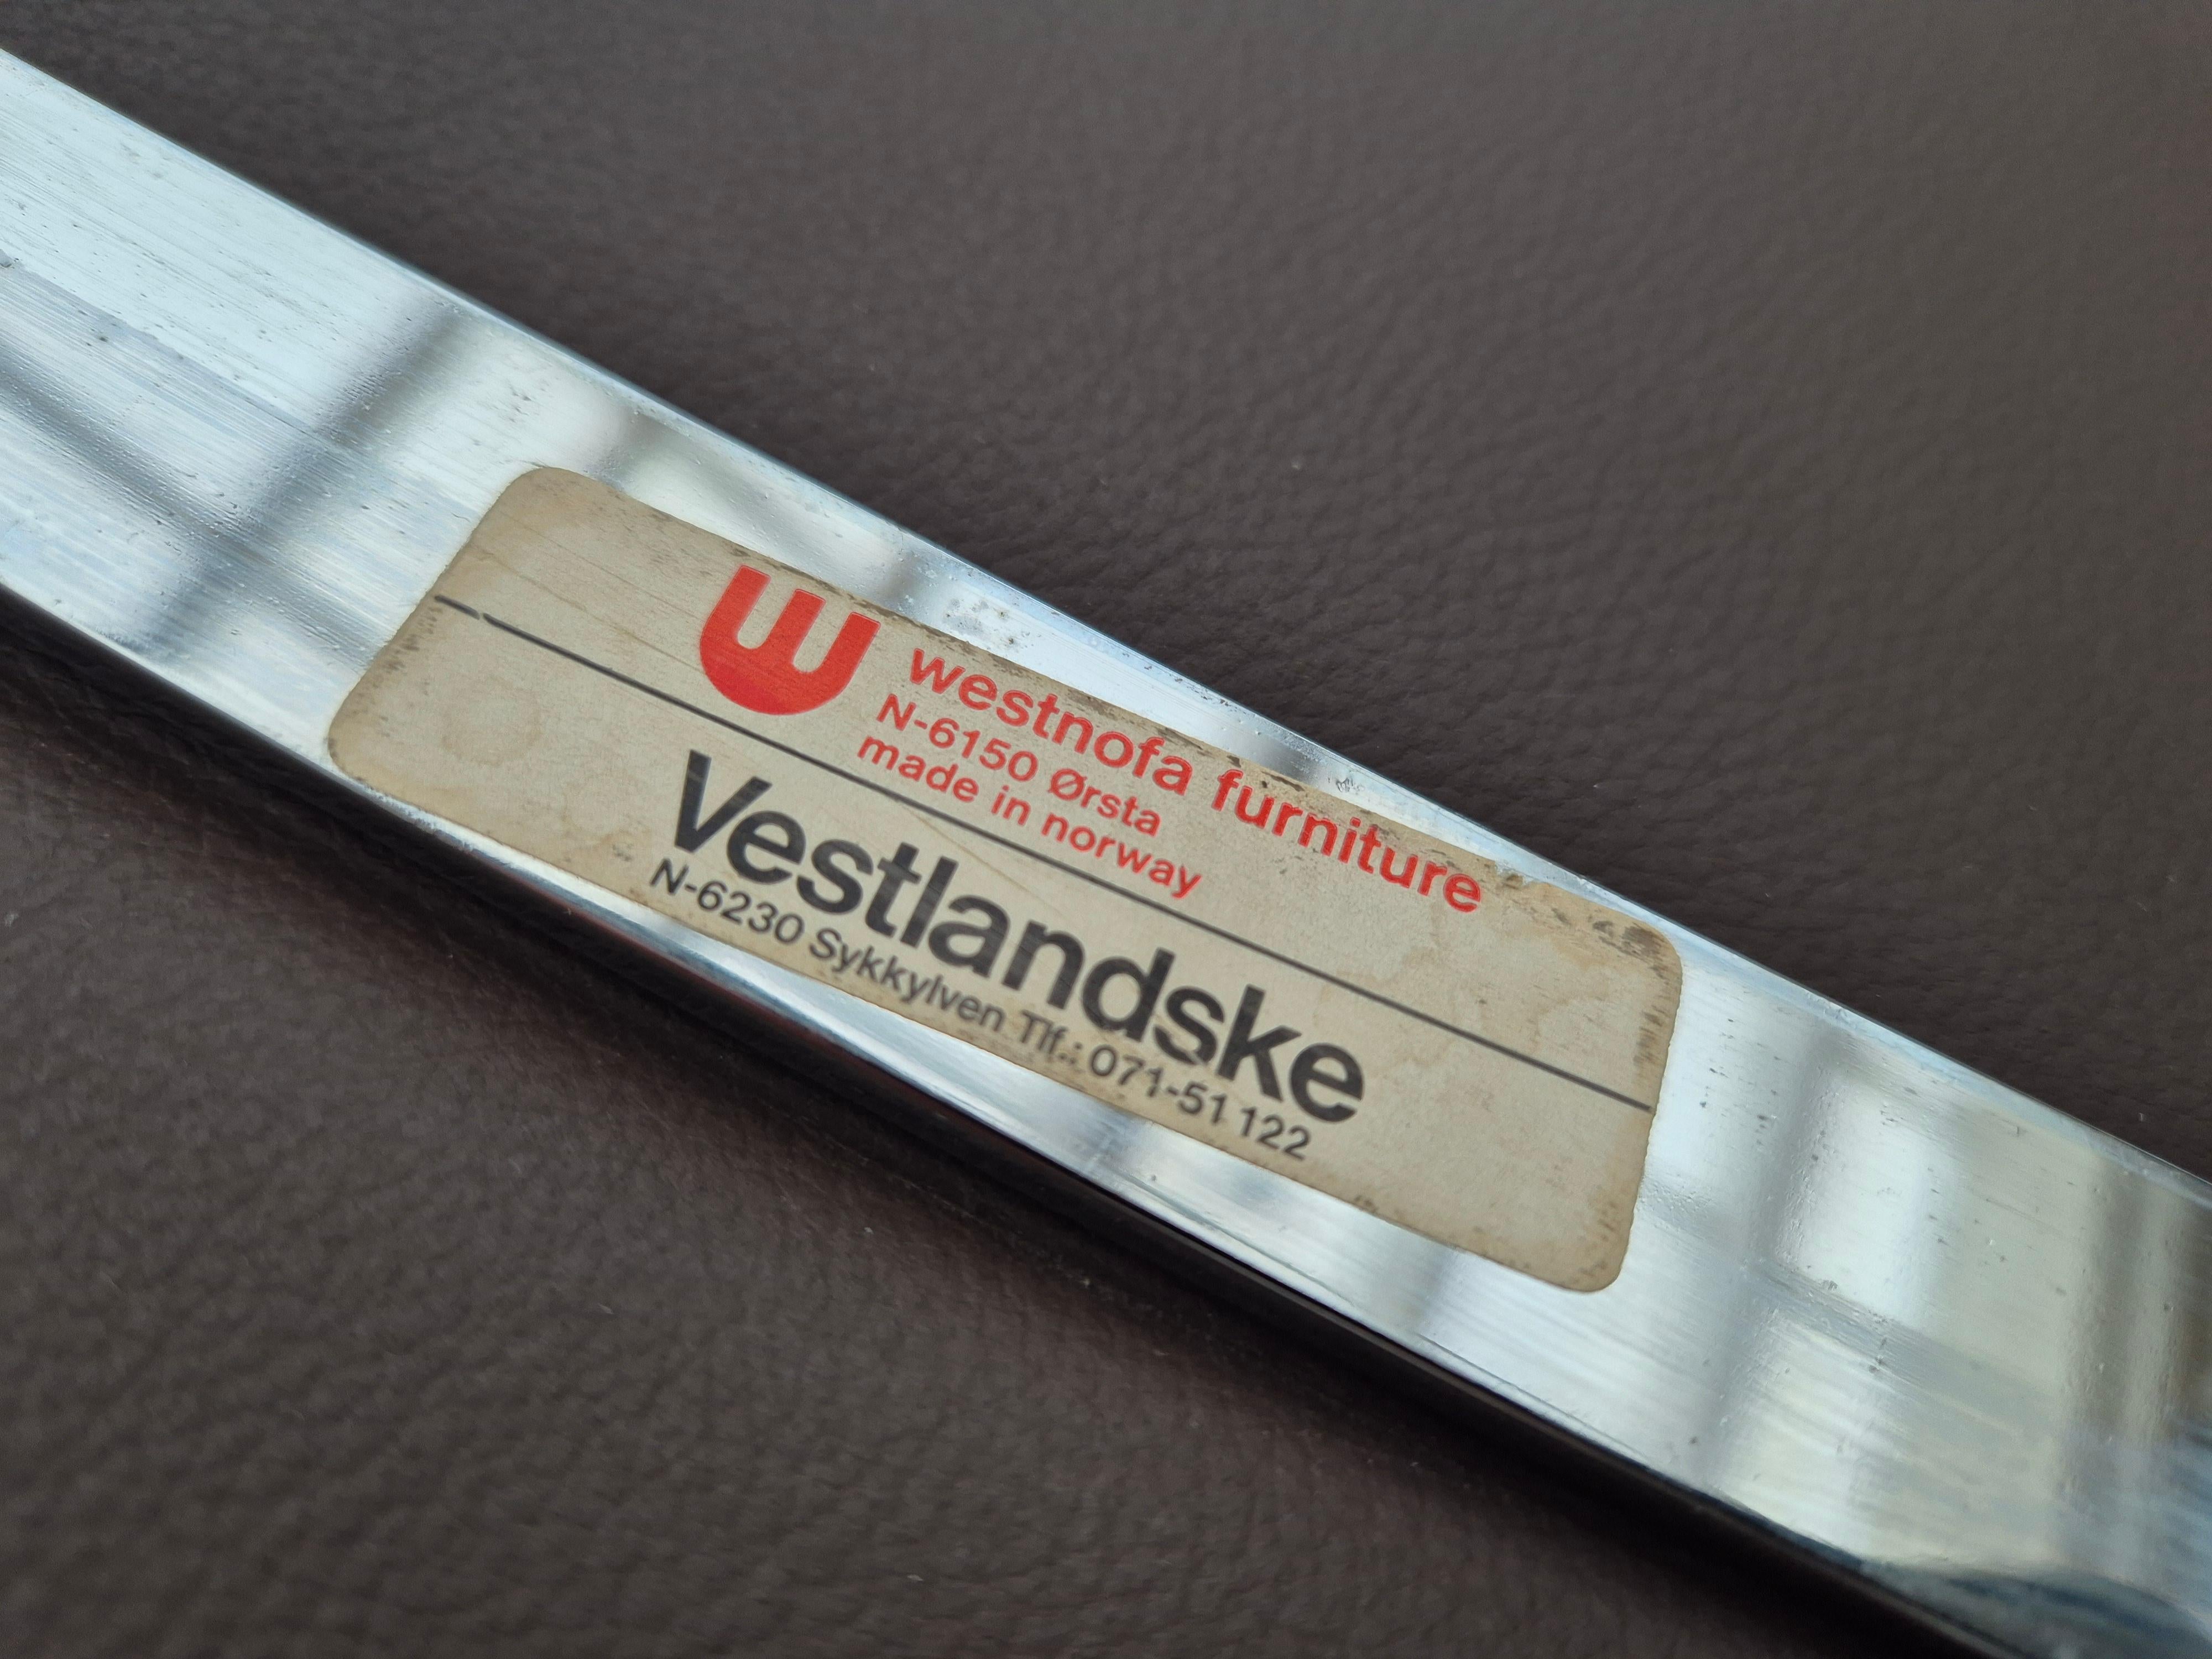 westnofa furniture
N-6150 Ørsta
made in norway
Vestlandske
N-6230 Sykkylven Tlf.: 071-51 122